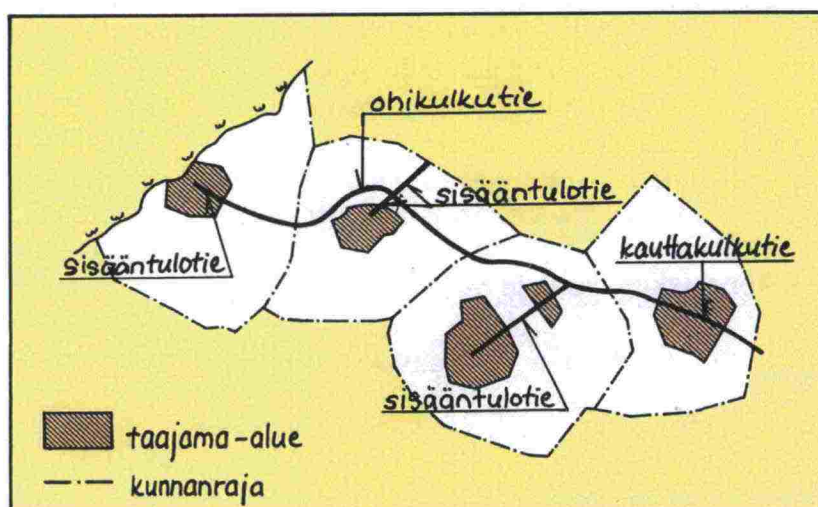 ohikulkutie
sisääntulotie
sisääntulotie
kauttakulkutie
sisääntulotie
taajama-alue
kunnanraja